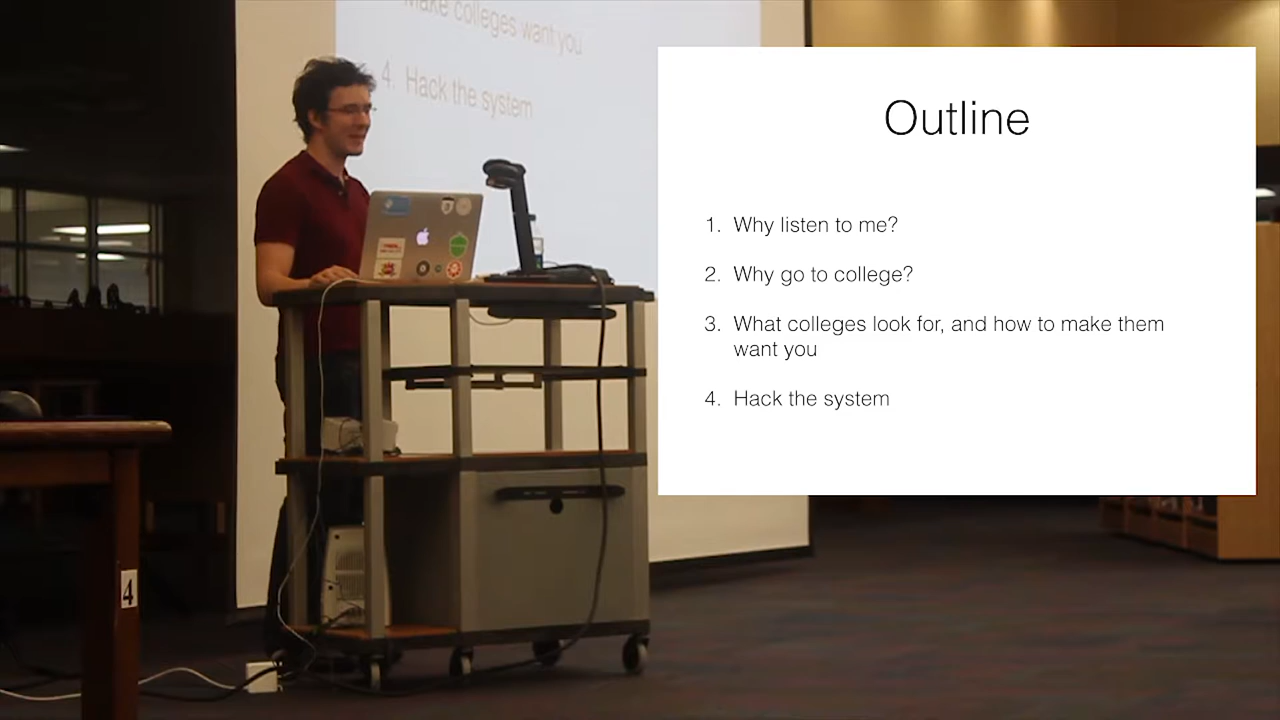 Make colleges want you
4. Hack the system
Outline
1. Why listen to me?
2. Why go to college?
3. What colleges look for, and how to make them
want you
4. Hack the system
4